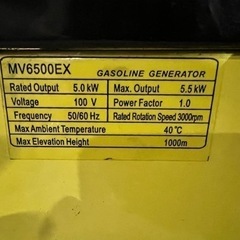 MV6500EX GASOLINE GENERATOR
Rated Output 5.0 kW Max. Output 5.5 kW
Voltage 100 V Power Factor 1.0
Frequency 50/60 Hz Rated Rotation Speed 3000rpm
Max Ambient Temperature 40°C
Max Elevation Height 1000m